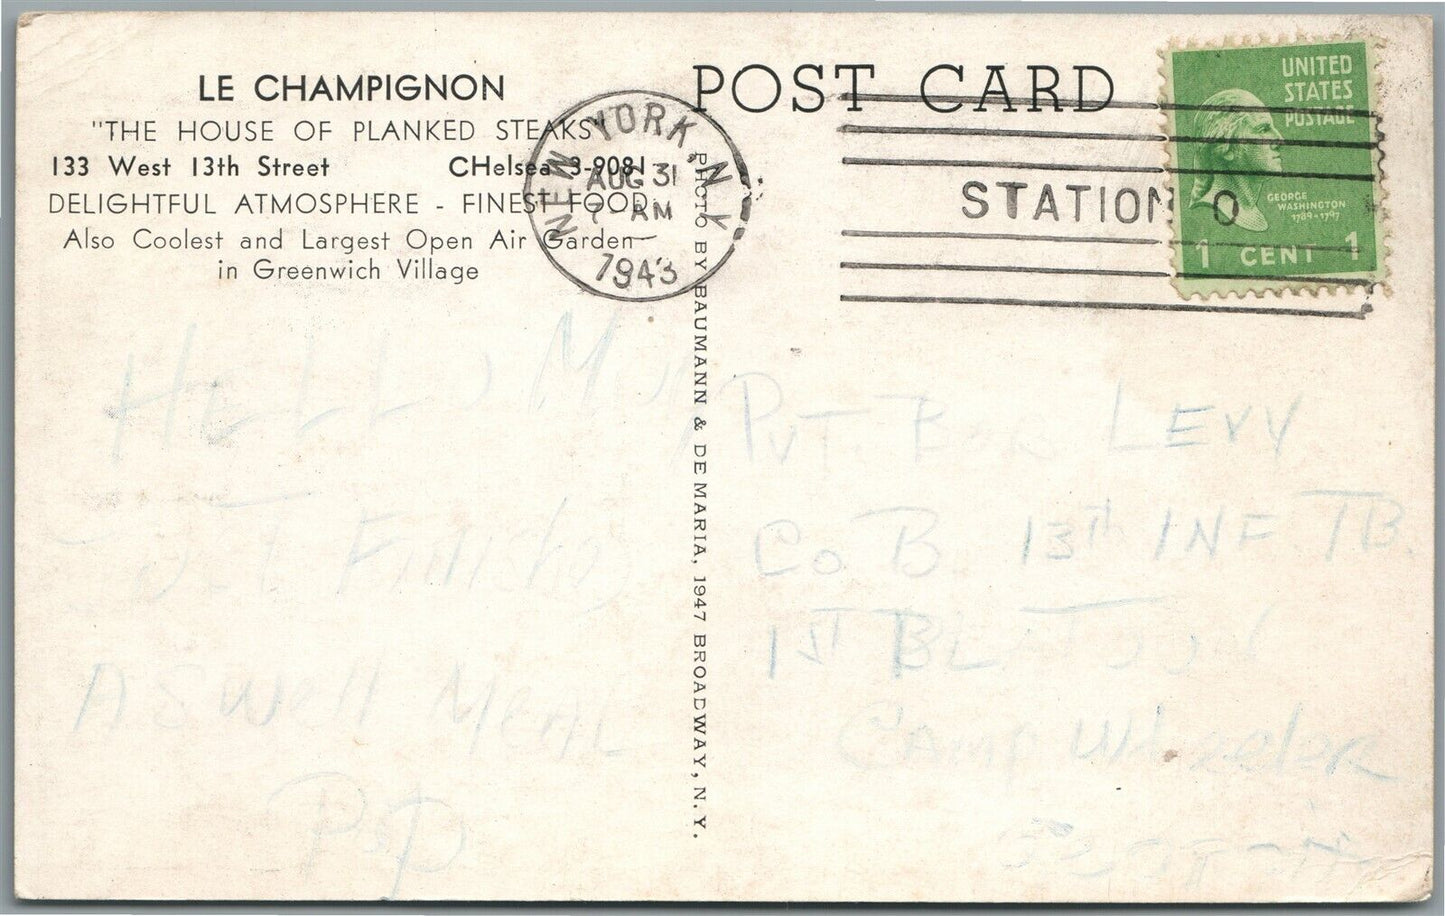 LE CHAMPIGNON
"THE HOUSE OF PLANKED STEAKS"
133 West 13th Street CHelsea 3-9081
DELIGHTFUL ATMOSPHERE - FINEST FOOD
Also Coolest and Largest Open Air Garden
in Greenwich Village
POST CARD
NEW YORK, N.Y.
AUG 31
AM
1943
STATION O
UNITED
STATES
POSTAGE
GEORGE
WASHINGTON
1789-1797
1 CENT 1
PHOTO BY BAUMANN & DE MARIA, 1947 BROADWAY, N.Y.
HELLO
A SWell MEAL
PVT. LEVY
Co B 13th INF TB.
1ST
Camp Wheeler